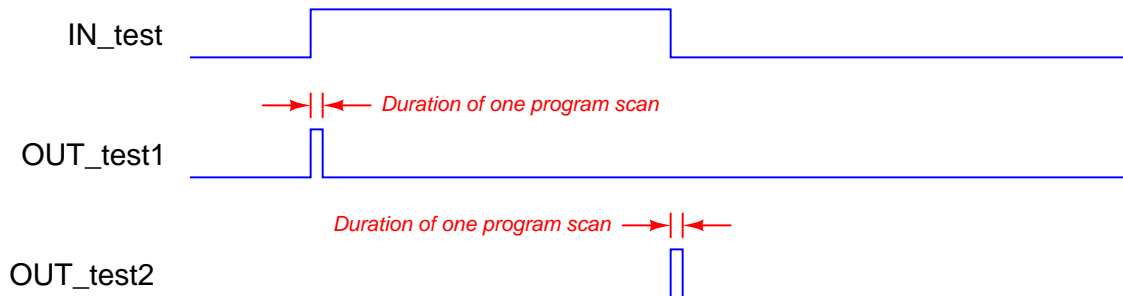 IN_test
Duration of one program scan
OUT_test1
Duration of one program scan
OUT_test2